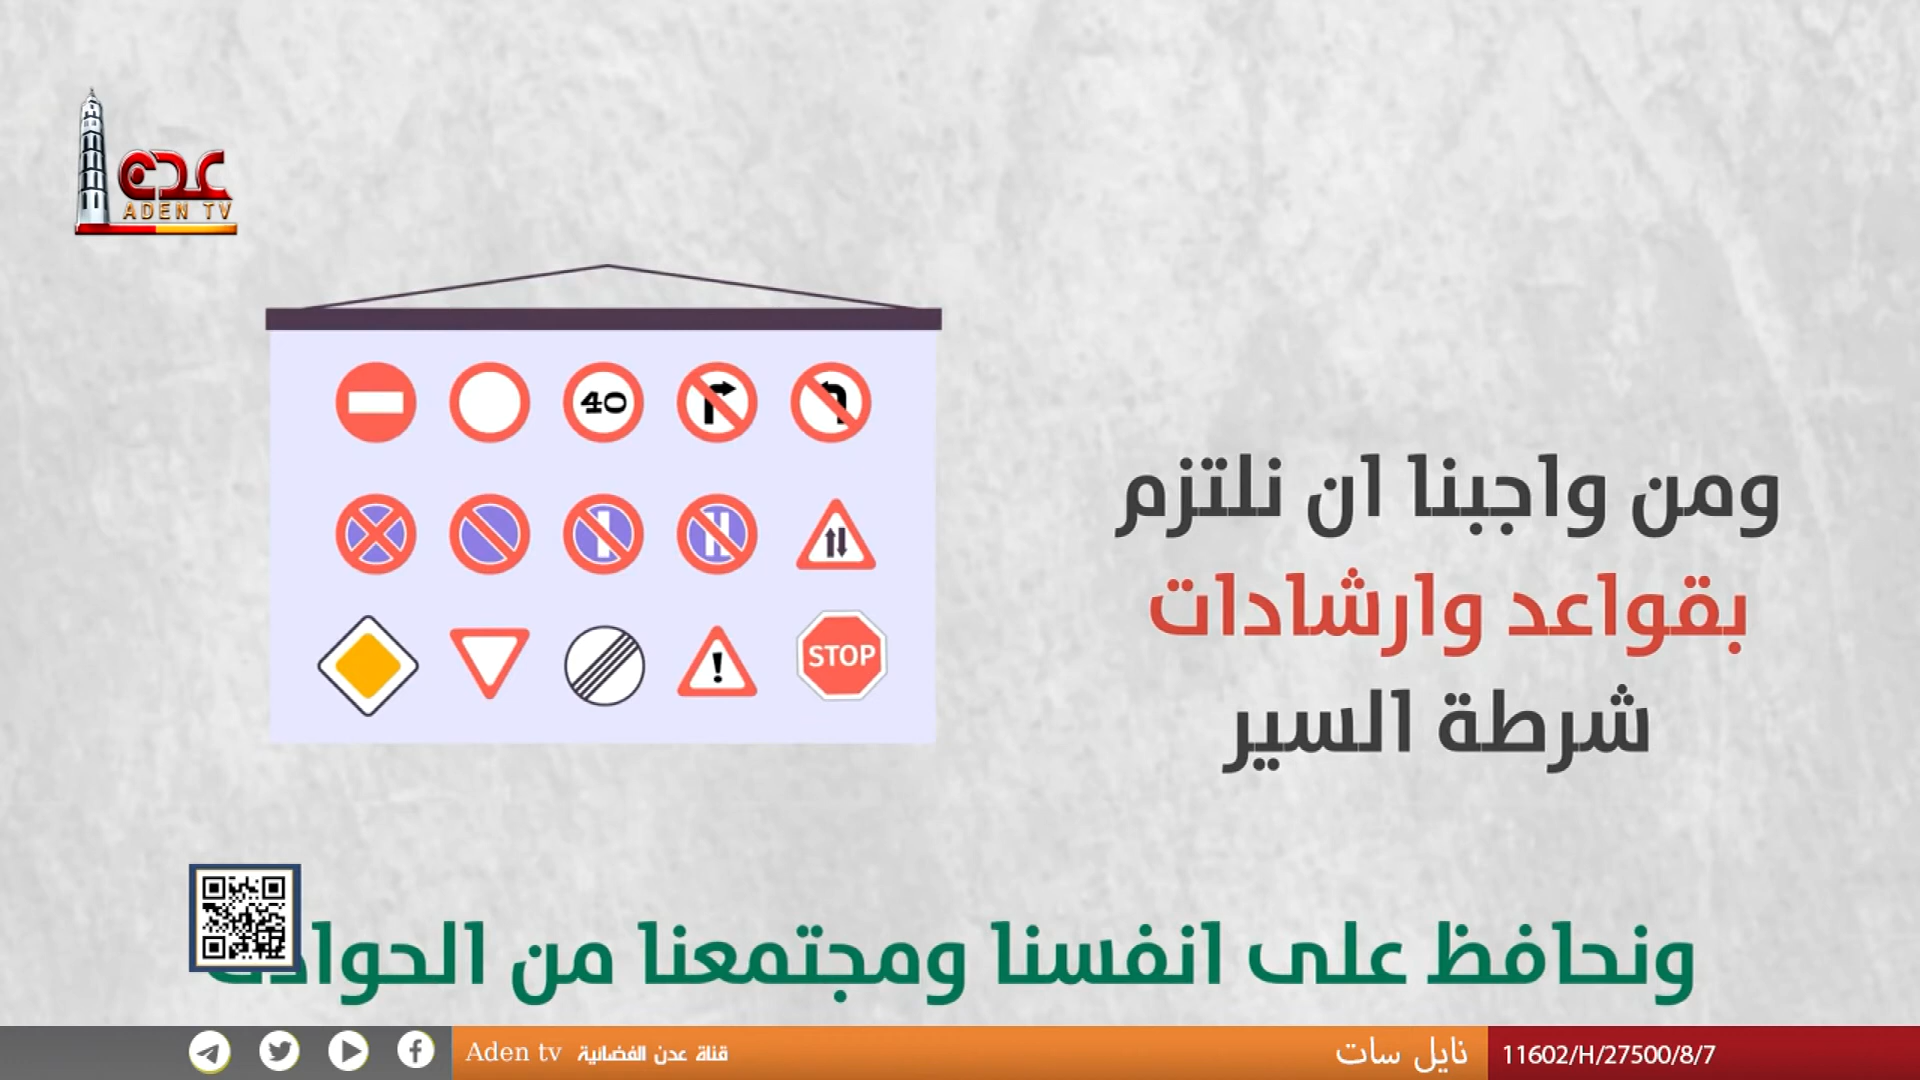 عدن
ADEN TV
40
STOP
ومن واجبنا ان نلتزم
بقواعد وارشادات
شرطة السير
ونحافظ على انفسنا ومجتمعنا من
Aden tv قناة عدن الفضائية
نايل سات
11602/H/27500/8/7